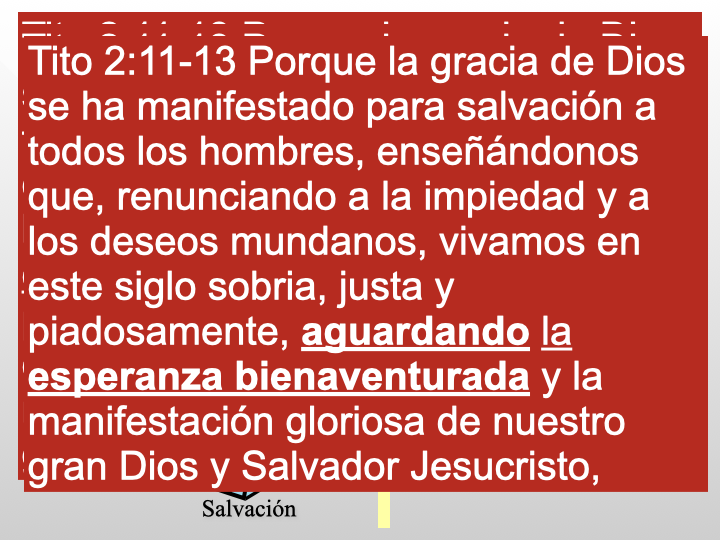 Tito 2:11-13 Porque la gracia de Dios
se ha manifestado para salvación a
todos los hombres, enseñándonos
que, renunciando a la impiedad y a
los deseos mundanos, vivamos en
este siglo sobria, justa y
piadosamente, aguardando la
esperanza bienaventurada y la
manifestación gloriosa de nuestro
gran Dios y Salvador Jesucristo,
Salvación